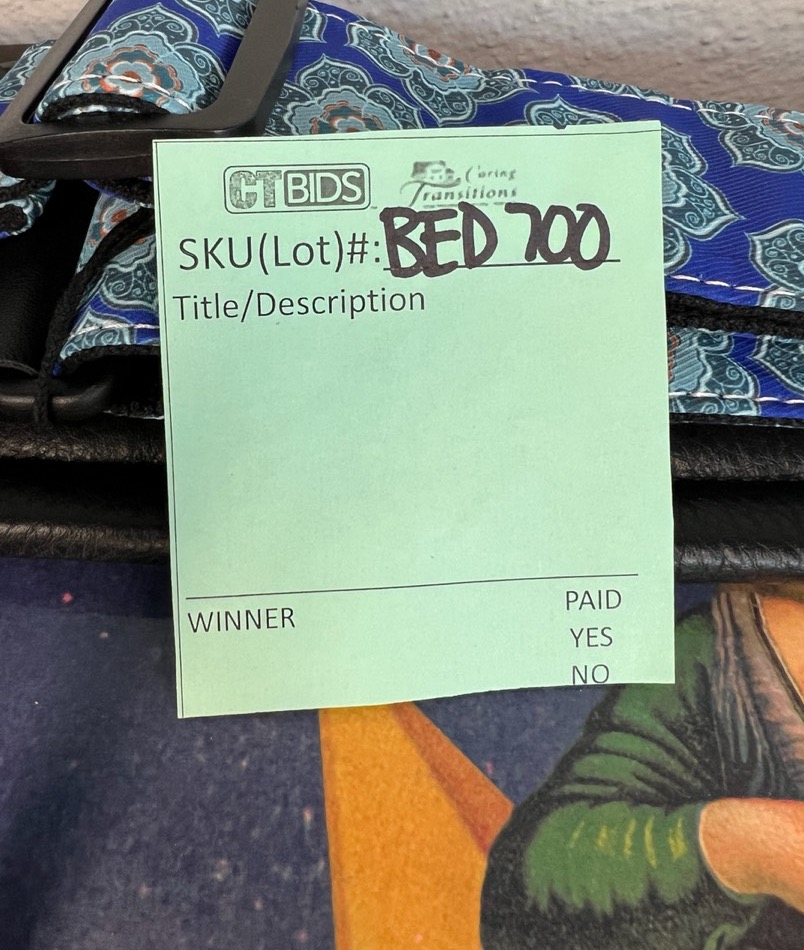 CTBIDS
Caring
Transitions
SKU(Lot)#: BED 700
Title/Description
WINNER
PAID
YES
NO